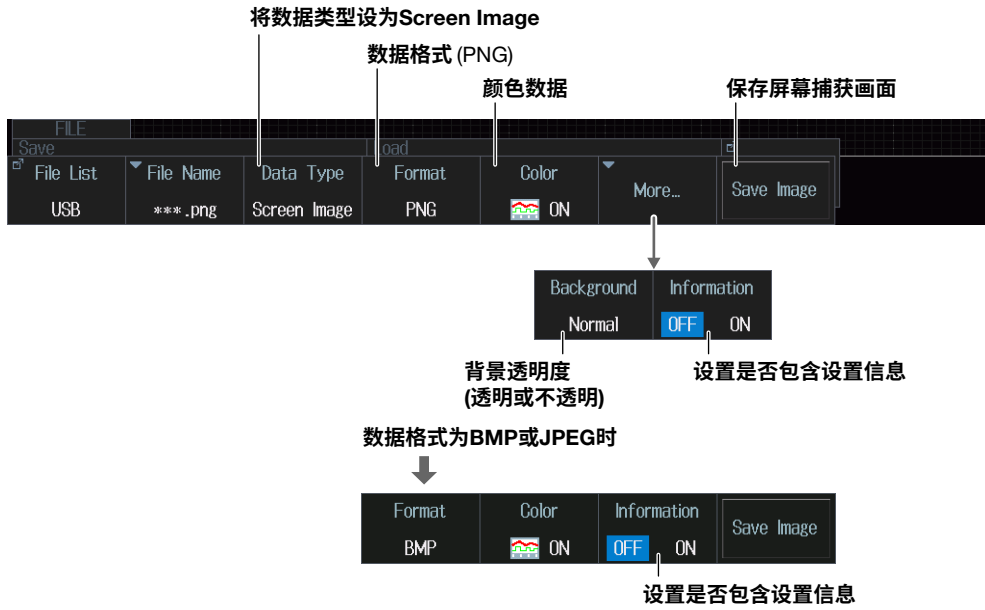 将数据类型设为Screen Image
数据格式 (PNG)
颜色数据
保存屏幕捕获画面
FILE
Save
oad
File List
File Name
Data Type
Format
Color
More...
Save Image
USB
***.png
Screen Image
PNG
ON
Background
Information
Normal
OFF
ON
背景透明度
(透明或不透明)
设置是否包含设置信息
数据格式为BMP或JPEG时
Format
Color
Information
Save Image
BMP
ON
OFF
ON
设置是否包含设置信息